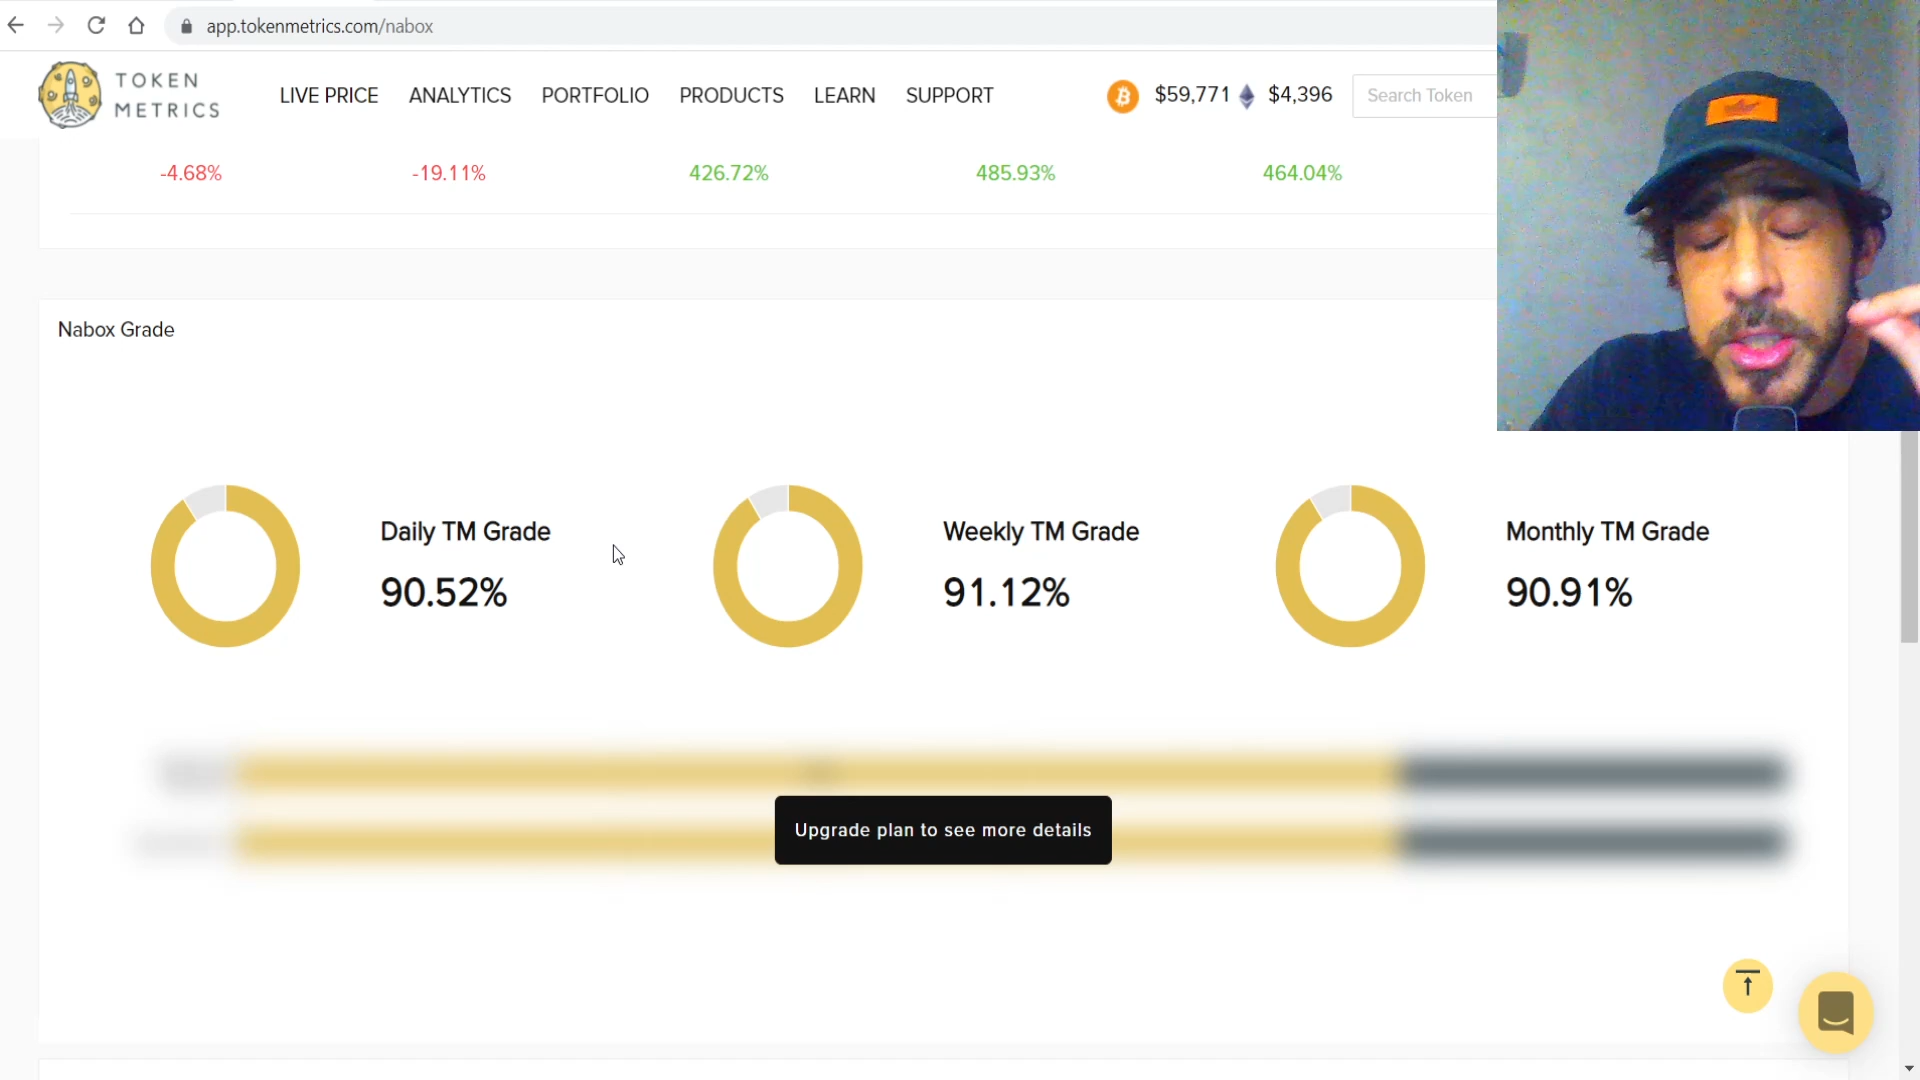 app.tokenmetrics.com/nabox
TOKEN
METRICS
LIVE PRICE ANALYTICS PORTFOLIO PRODUCTS LEARN SUPPORT
$59,771 $4,396
Search Token
-4.68% -19.11% 426.72% 485.93% 464.04%
Nabox Grade
Daily TM Grade
90.52%
Weekly TM Grade
91.12%
Monthly TM Grade
90.91%
Upgrade plan to see more details